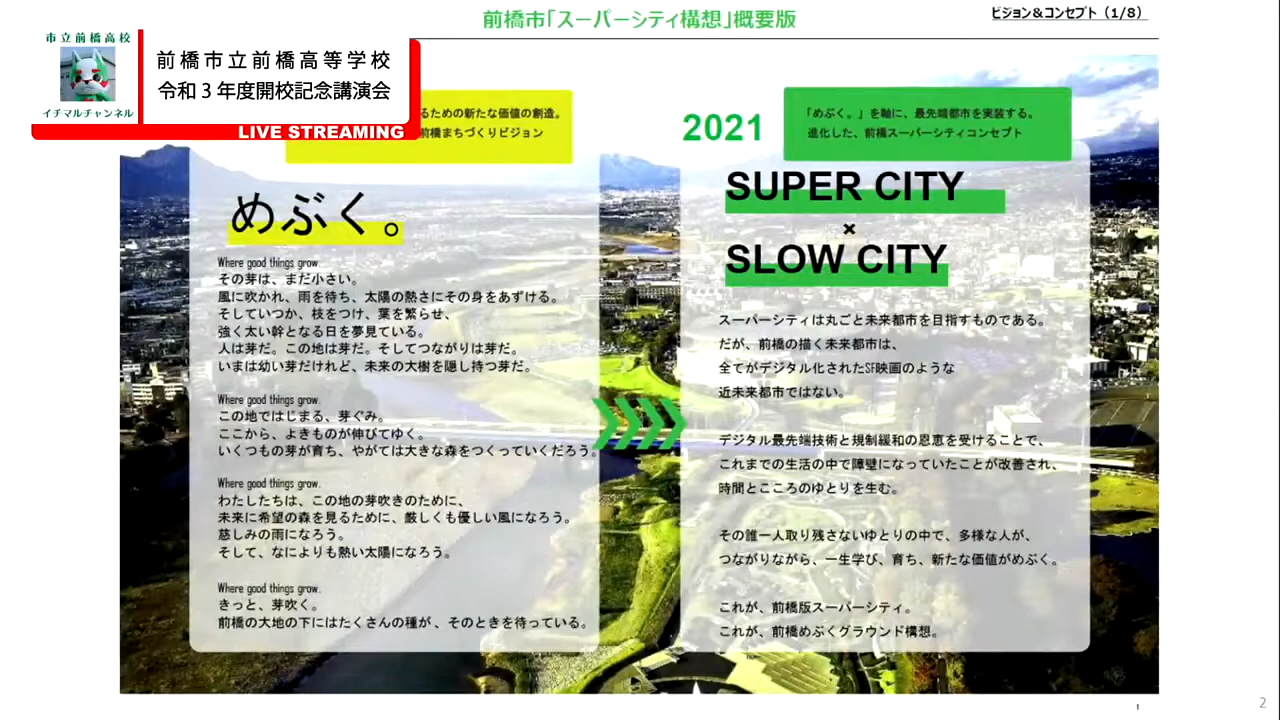 前橋市「スーパーシティ構想」概要版
ビジョン＆コンセプト（1/8）
市立前橋高校
イチマルチャンネル
前橋市立前橋高等学校
令和３年度開校記念講演会
LIVE STREAMING
るための新たな価値の創造。
前橋まちづくりビジョン
めぶく。
Where good things grow.
その芽は、まだ小さい。
風に吹かれ、雨を待ち、太陽の熱さにその身をあずける。
そしていつか、枝をつけ、葉を繁らせ、
強く太い幹となる日を夢見ている。
人は芽だ。この地は芽だ。そしてつながりは芽だ。
いまは幼い芽だけれど、未来の大樹を隠し持つ芽だ。
Where good things grow.
この地ではじまる、芽ぐみ。
ここから、よきものが伸びてゆく。
いくつもの芽が育ち、やがては大きな森をつくっていくだろう。
Where good things grow.
わたしたちは、この地の芽吹きのために、
未来に希望の森を見るために、厳しくも優しい風になろう。
慈しみの雨になろう。
そして、なによりも熱い太陽になろう。
Where good things grow.
きっと、芽吹く。
前橋の大地の下にはたくさんの種が、そのときを待っている。
2021
「めぶく。」を軸に、最先端都市を実装する。
進化した、前橋スーパーシティコンセプト
SUPER CITY
×
SLOW CITY
スーパーシティは丸ごと未来都市を目指すものである。
だが、前橋の描く未来都市は、
全てがデジタル化されたSF映画のような
近未来都市ではない。
デジタル最先端技術と規制緩和の恩恵を受けることで、
これまでの生活の中で障壁になっていたことが改善され、
時間とこころのゆとりを生む。
その誰一人取り残さないゆとりの中で、多様な人が、
つながりながら、一生学び、育ち、新たな価値がめぶく。
これが、前橋版スーパーシティ。
これが、前橋めぶくグラウンド構想。
1
2